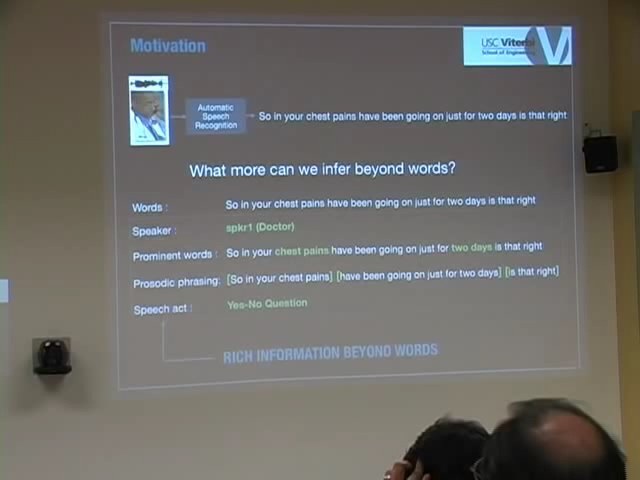 Motivation
USC Viterbi
School of Engineering
Automatic
Speech
Recognition
So in your chest pains have been going on just for two days is that right
What more can we infer beyond words?
Words : So in your chest pains have been going on just for two days is that right
Speaker: spkr1 (Doctor)
Prominent words : So in your chest pains have been going on just for two days is that right
Prosodic phrasing: [So in your chest pains] [have been going on just for two days] [is that right]
Speech act : Yes-No Question
RICH INFORMATION BEYOND WORDS